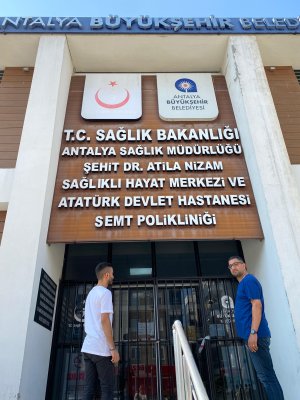 ANTALYA BÜYÜKŞEHİR BELEDİ
ANTALYA
BÜYÜKŞEHİR
BELEDİYESİ
T.C. SAĞLIK BAKANLIĞI
ANTALYA SAĞLIK MÜDÜRLÜĞÜ
ŞEHİT DR. ATİLA NİZAM
SAĞLIKLI HAYAT MERKEZİ VE
ATATÜRK DEVLET HASTANESİ
SEMT POLİKLİNİĞİ